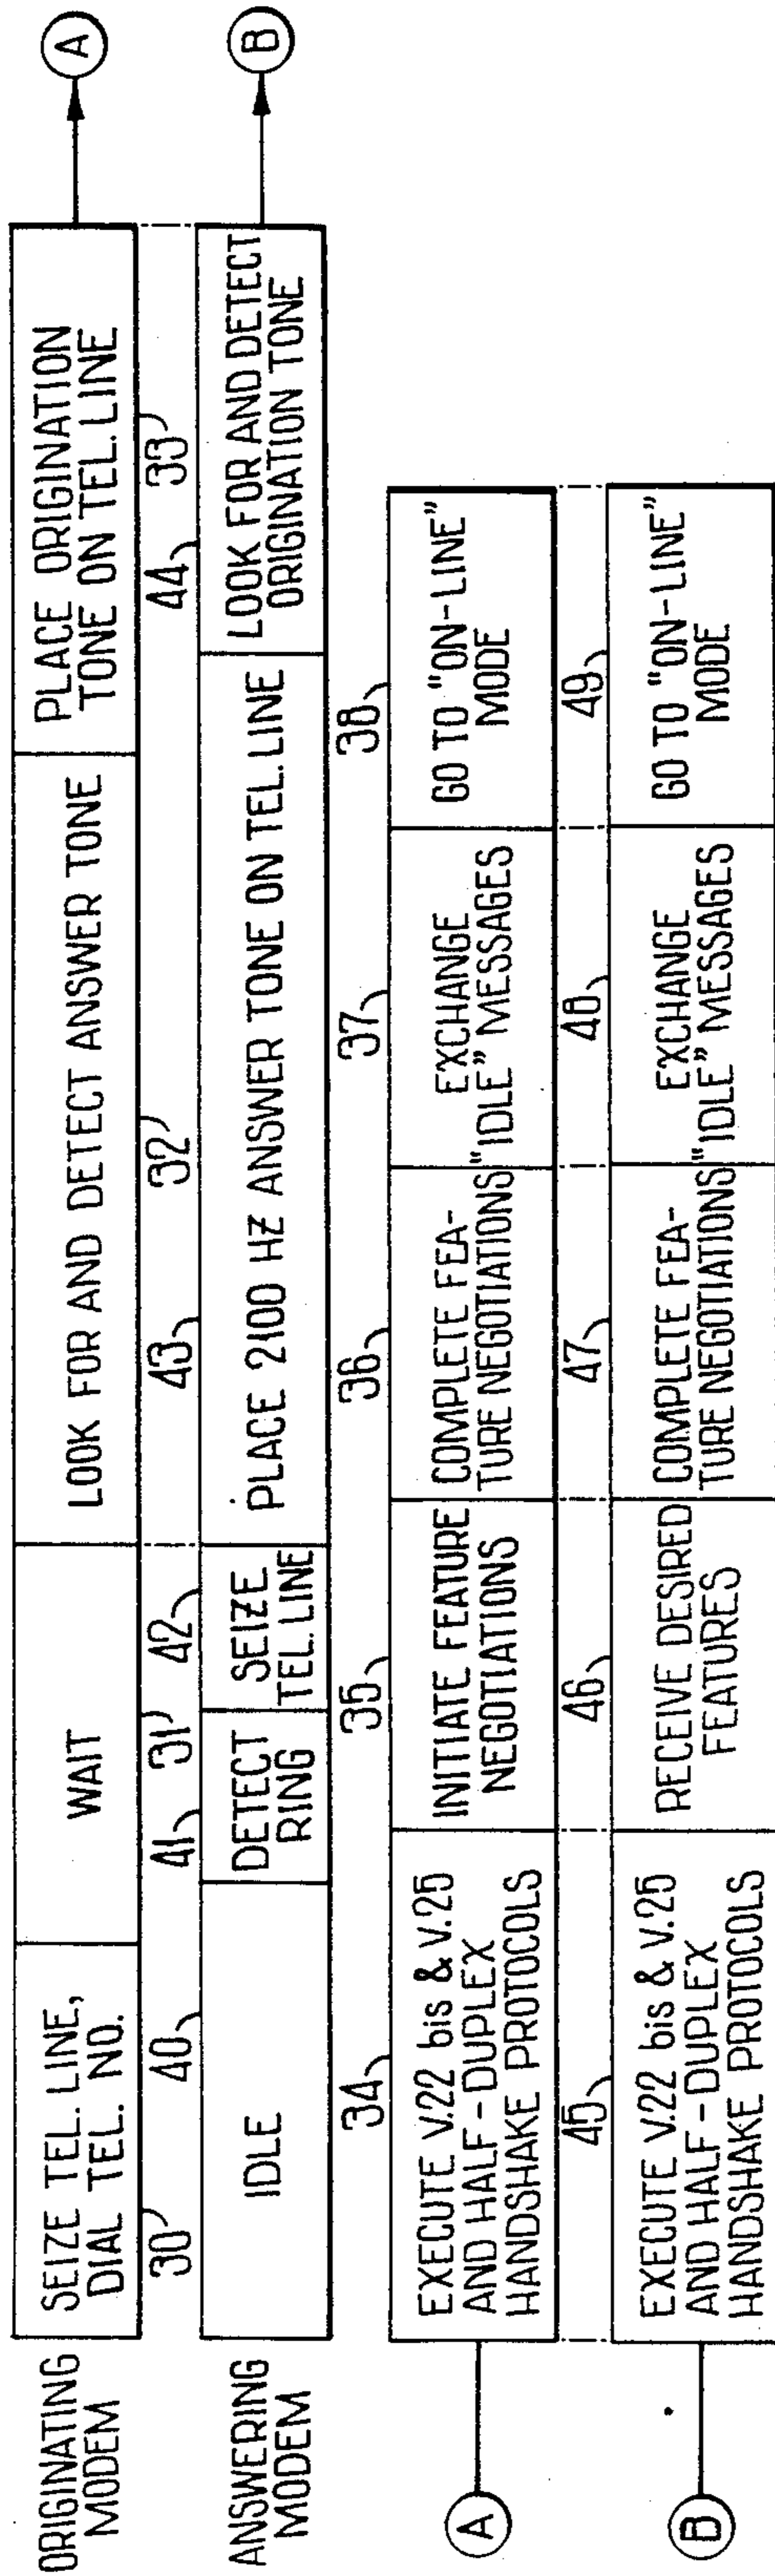 ORIGINATING
MODEM
SEIZE TEL. LINE,
DIAL TEL. NO.
WAIT
LOOK FOR AND DETECT ANSWER TONE
PLACE ORIGINATION
TONE ON TEL. LINE
A
30
31
32
33
40
41
42
43
44
ANSWERING
MODEM
IDLE
DETECT
RING
SEIZE
TEL. LINE
PLACE 2100 HZ ANSWER TONE ON TEL. LINE
LOOK FOR AND DETECT
ORIGINATION TONE
B
34
35
36
37
38
A
EXECUTE V.22 bis & V.25
AND HALF-DUPLEX
HANDSHAKE PROTOCOLS
INITIATE FEATURE
NEGOTIATIONS
COMPLETE FEA-
TURE NEGOTIATIONS
EXCHANGE
"IDLE" MESSAGES
GO TO "ON-LINE"
MODE
45
46
47
48
49
B
EXECUTE V.22 bis & V.25
AND HALF-DUPLEX
HANDSHAKE PROTOCOLS
RECEIVE DESIRED
FEATURES
COMPLETE FEA-
TURE NEGOTIATIONS
EXCHANGE
"IDLE" MESSAGES
GO TO "ON-LINE"
MODE